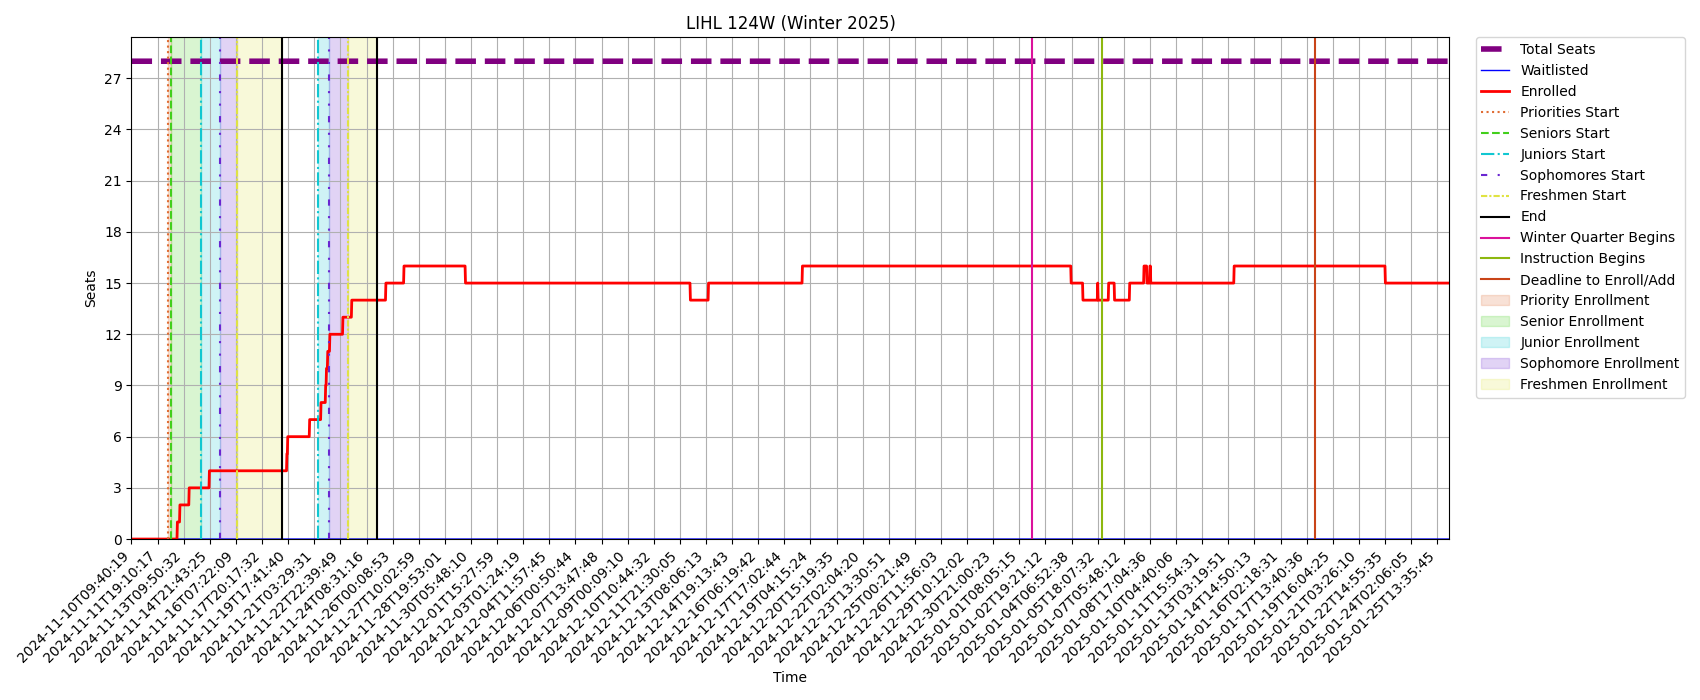 LIHL 124W (Winter 2025)
Seats
27
24
21
18
15
12
9
6
3
0
2024-11-10T09:40:19
2024-11-11T19:10:17
2024-11-13T09:50:32
2024-11-14T21:43:25
2024-11-16T07:22:09
2024-11-17T20:17:32
2024-11-19T17:41:40
2024-11-21T03:29:31
2024-11-22T22:39:49
2024-11-24T08:31:16
2024-11-26T00:08:53
2024-11-27T10:02:59
2024-11-28T19:53:01
2024-11-30T05:48:10
2024-12-01T15:27:59
2024-12-03T01:24:19
2024-12-04T11:57:45
2024-12-06T00:50:44
2024-12-07T13:47:48
2024-12-09T00:09:10
2024-12-10T10:44:32
2024-12-11T21:30:05
2024-12-13T08:06:13
2024-12-14T19:13:43
2024-12-16T06:19:42
2024-12-17T17:02:44
2024-12-19T04:15:24
2024-12-20T15:19:35
2024-12-22T02:04:20
2024-12-23T13:30:51
2024-12-25T00:21:49
2024-12-26T11:56:03
2024-12-29T10:12:02
2024-12-30T21:00:23
2025-01-01T08:05:15
2025-01-02T19:21:12
2025-01-04T06:52:38
2025-01-05T18:07:32
2025-01-07T05:48:12
2025-01-08T17:04:36
2025-01-10T04:40:06
2025-01-11T15:54:31
2025-01-13T03:19:51
2025-01-14T14:50:13
2025-01-16T02:18:31
2025-01-17T13:40:36
2025-01-19T16:04:25
2025-01-21T03:26:10
2025-01-22T14:55:35
2025-01-24T02:06:05
2025-01-25T13:35:45
Time
Total Seats
Waitlisted
Enrolled
Priorities Start
Seniors Start
Juniors Start
Sophomores Start
Freshmen Start
End
Winter Quarter Begins
Instruction Begins
Deadline to Enroll/Add
Priority Enrollment
Senior Enrollment
Junior Enrollment
Sophomore Enrollment
Freshmen Enrollment